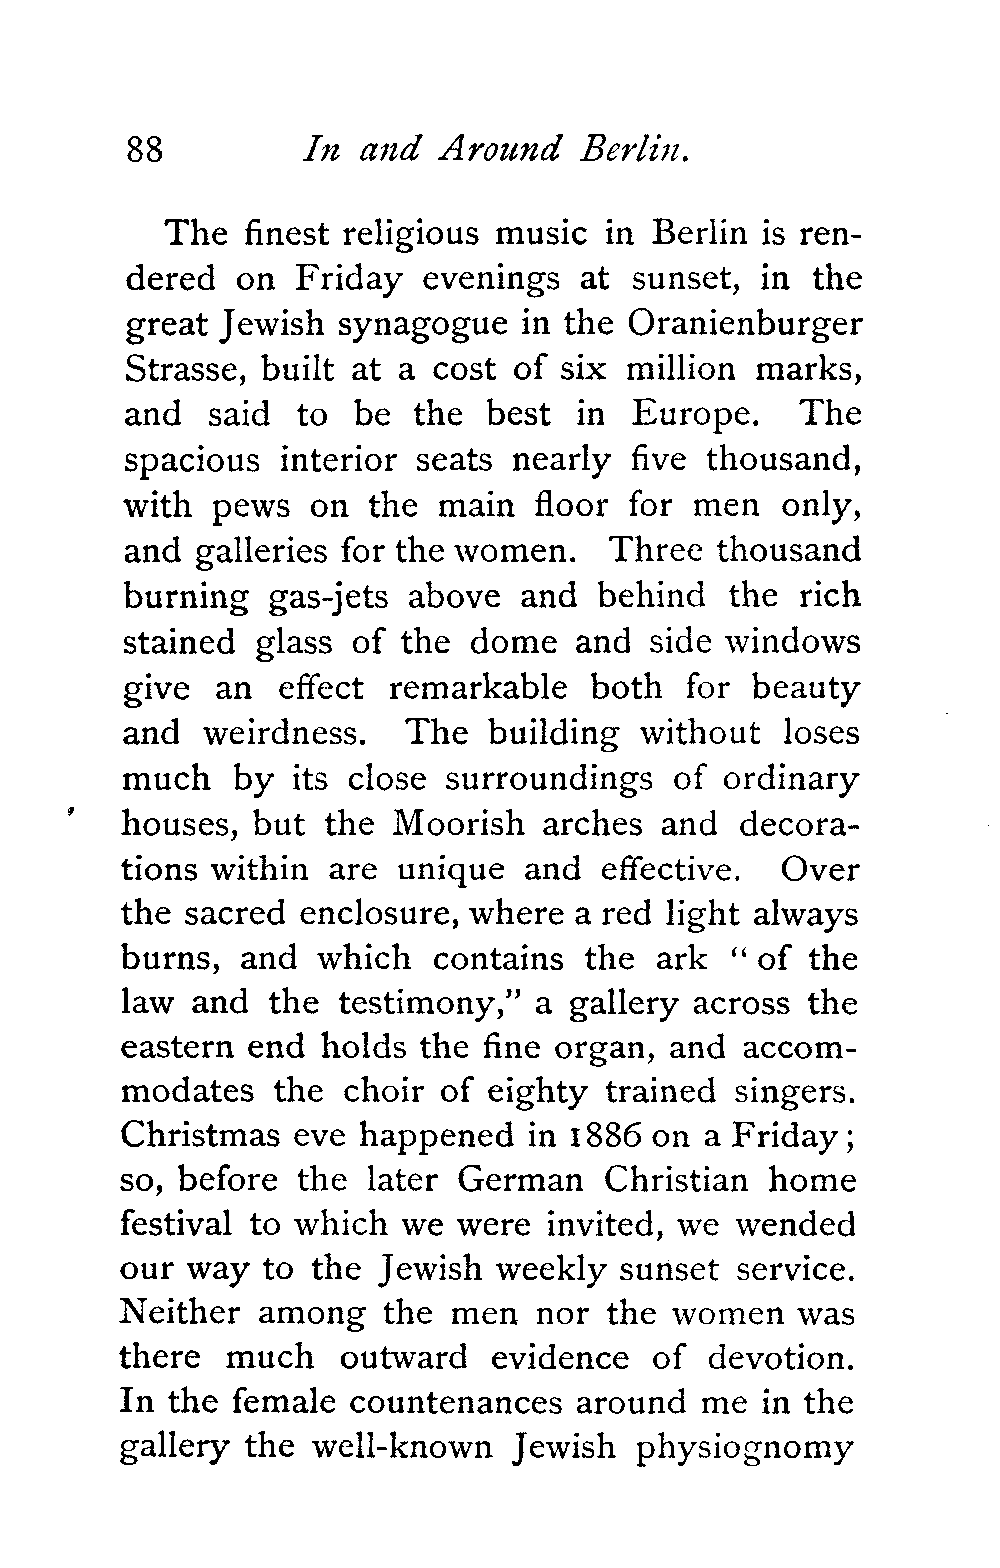 88 In and Around Berlin.
The finest religious music in Berlin is ren-
dered on Friday evenings at sunset, in the
great Jewish synagogue in the Oranienburger
Strasse, built at a cost of six million marks,
and said to be the best in Europe. The
spacious interior seats nearly five thousand,
with pews on the main floor for men only,
and galleries for the women. Three thousand
burning gas-jets above and behind the rich
stained glass of the dome and side windows
give an effect remarkable both for beauty
and weirdness. The building without loses
much by its close surroundings of ordinary
houses, but the Moorish arches and decora-
tions within are unique and effective. Over
the sacred enclosure, where a red light always
burns, and which contains the ark “ of the
law and the testimony,” a gallery across the
eastern end holds the fine organ, and accom-
modates the choir of eighty trained singers.
Christmas eve happened in 1886 on a Friday;
so, before the later German Christian home
festival to which we were invited, we wended
our way to the Jewish weekly sunset service.
Neither among the men nor the women was
there much outward evidence of devotion.
In the female countenances around me in the
gallery the well-known Jewish physiognomy